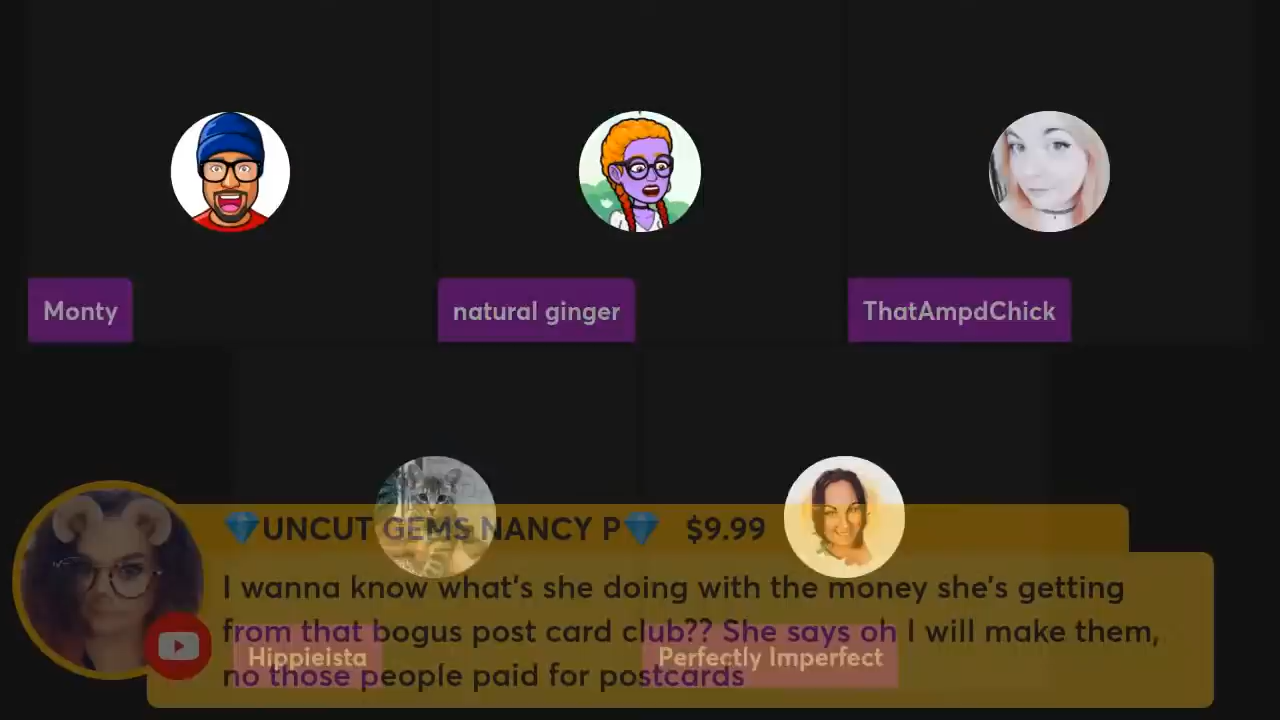 Monty
natural ginger
ThatAmpdChick
💎UNCUT GEMS NANCY P💎 $9.99
I wanna know what's she doing with the money she's getting
from that bogus post card club?? She says oh I will make them,
Hippieista
Perfectly Imperfect
no those people paid for postcards